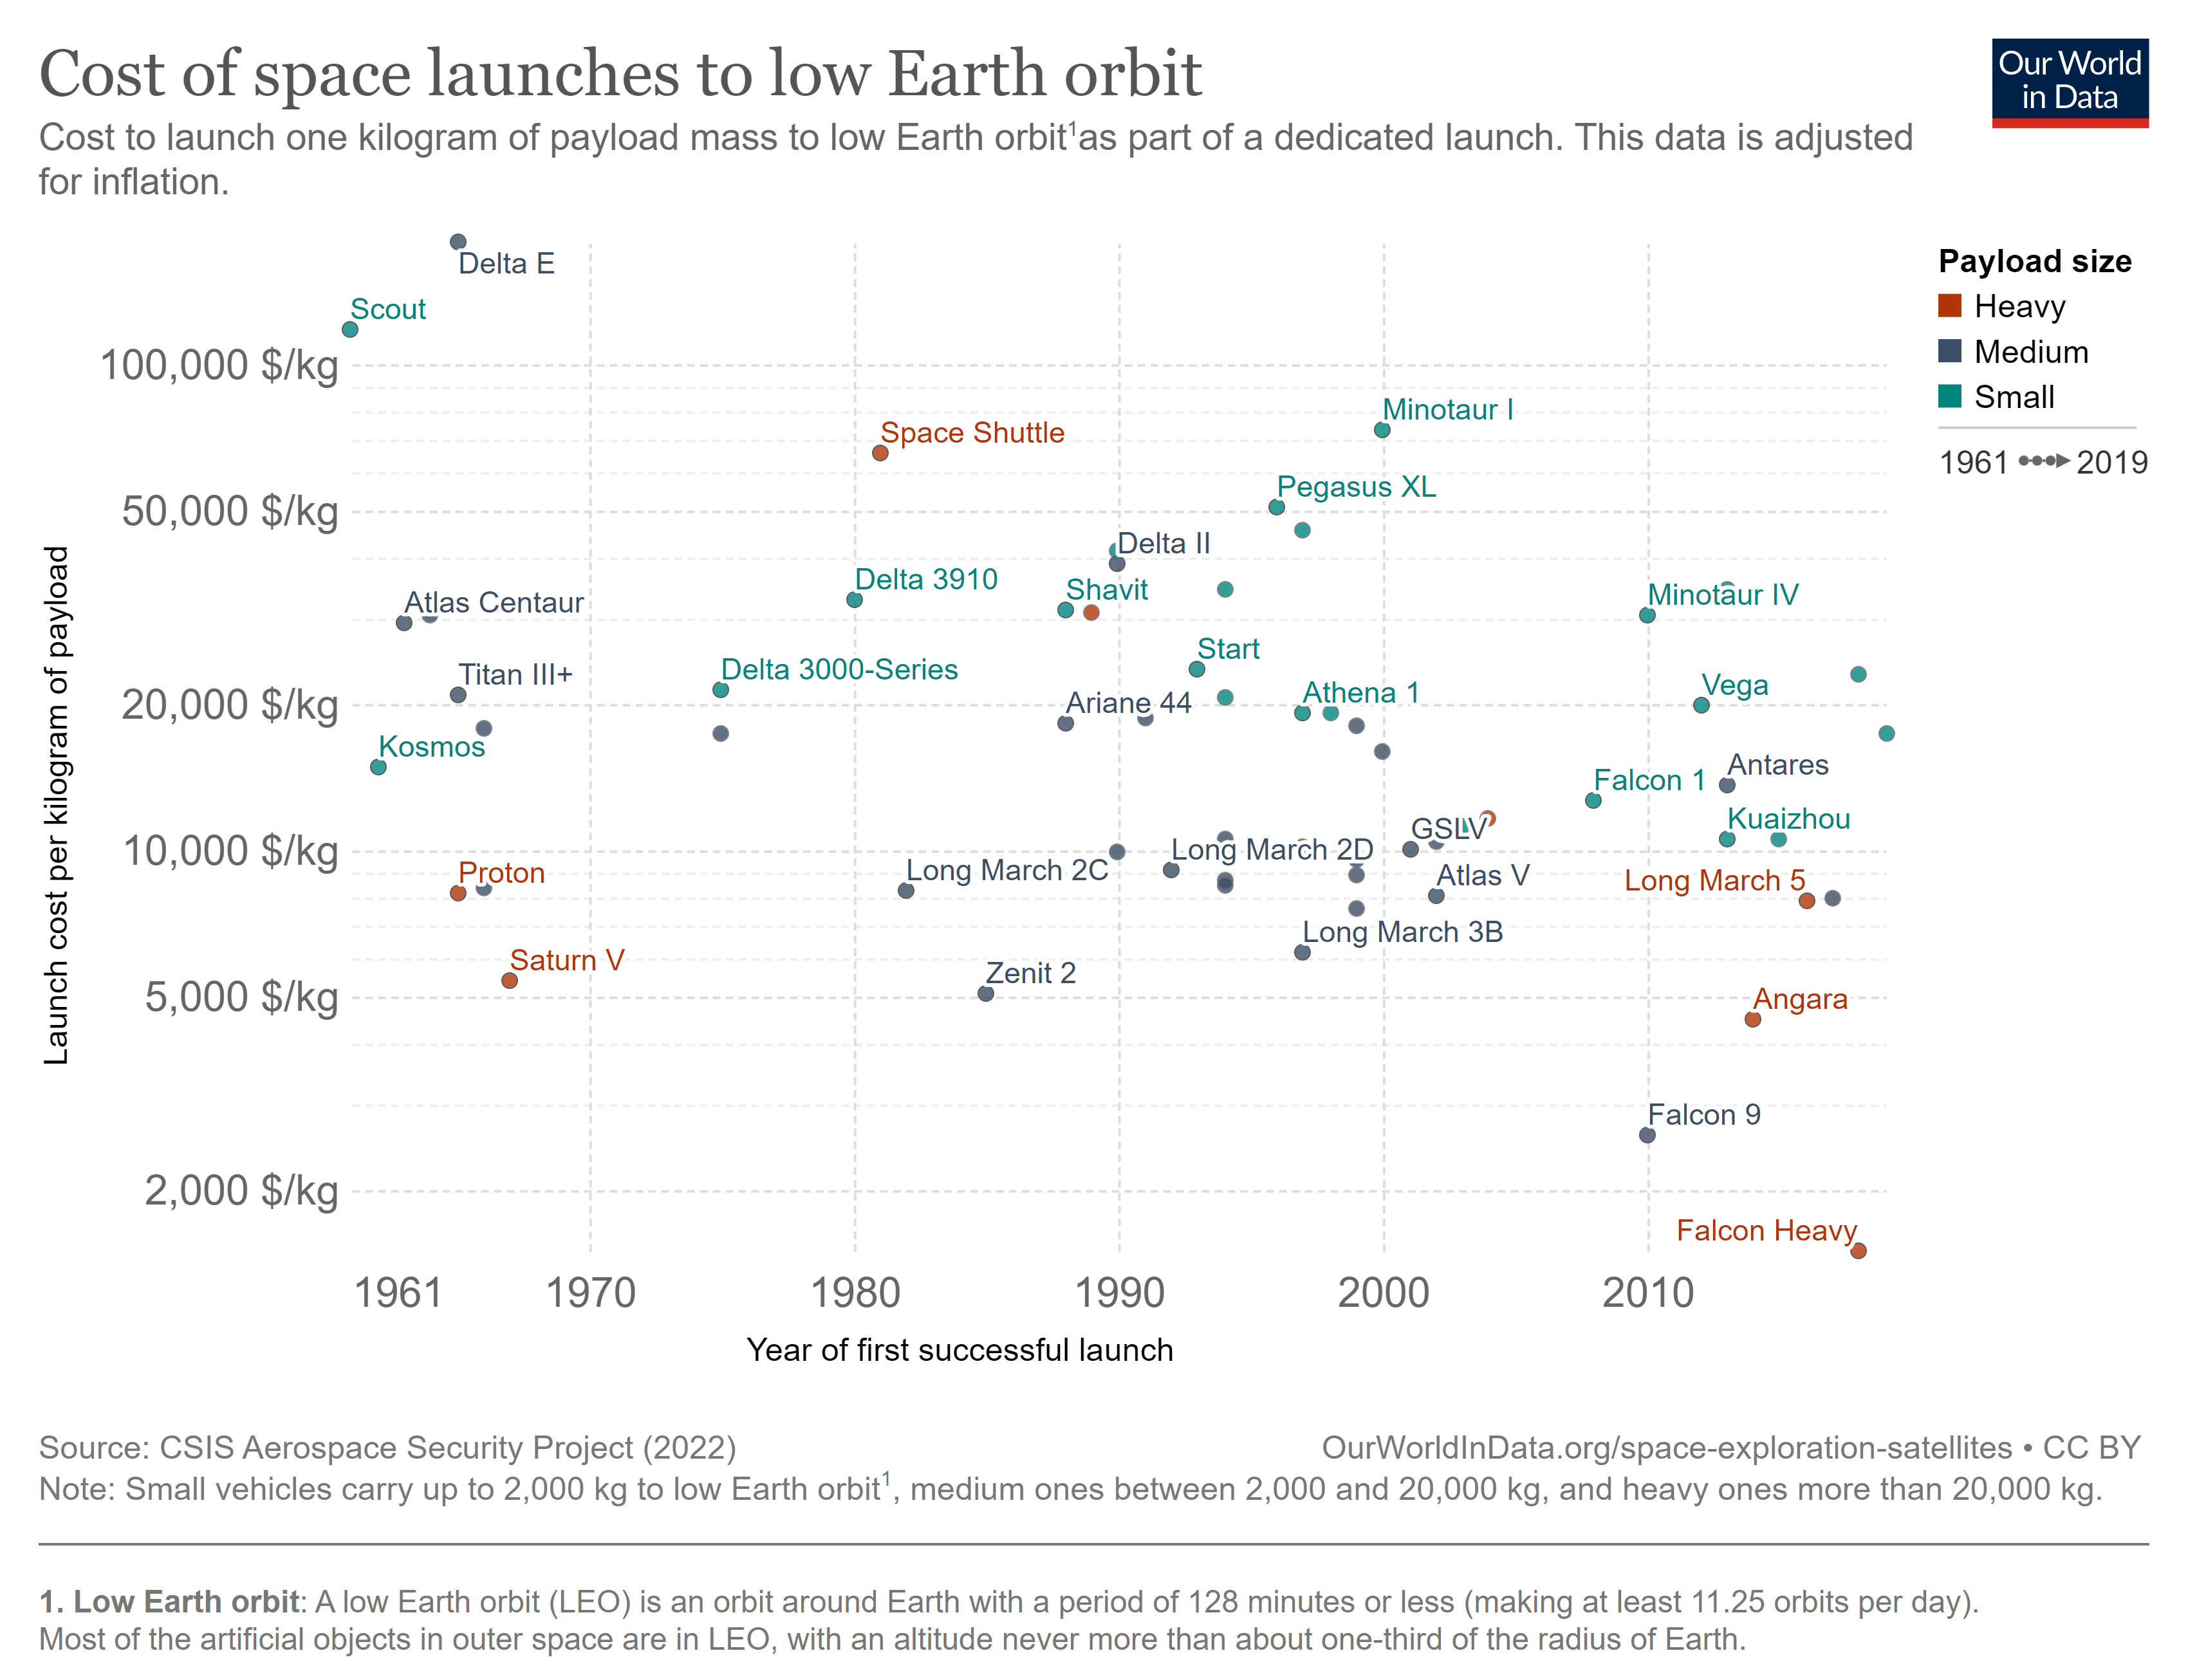 Cost of space launches to low Earth orbit
Our World
in Data
Cost to launch one kilogram of payload mass to low Earth orbit¹as part of a dedicated launch. This data is adjusted
for inflation.
Delta E
Scout
100,000 $/kg
Minotaur I
Space Shuttle
Pegasus XL
50,000 $/kg
Delta II
Delta 3910
Shavit
Atlas Centaur
Minotaur IV
Start
Titan III+
Delta 3000-Series
Vega
Athena 1
Ariane 44
20,000 $/kg
Kosmos
Antares
Falcon 1
Kuaizhou
GSLV
10,000 $/kg
Long March 2D
Long March 2C
Proton
Atlas V
Long March 5
Long March 3B
Saturn V
Zenit 2
5,000 $/kg
Angara
Falcon 9
2,000 $/kg
Falcon Heavy
Launch cost per kilogram of payload
1961 1970 1980 1990 2000 2010
Year of first successful launch
Payload size
Heavy
Medium
Small
1961 2019
Source: CSIS Aerospace Security Project (2022)
OurWorldInData.org/space-exploration-satellites • CC BY
Note: Small vehicles carry up to 2,000 kg to low Earth orbit¹, medium ones between 2,000 and 20,000 kg, and heavy ones more than 20,000 kg.
1. Low Earth orbit: A low Earth orbit (LEO) is an orbit around Earth with a period of 128 minutes or less (making at least 11.25 orbits per day).
Most of the artificial objects in outer space are in LEO, with an altitude never more than about one-third of the radius of Earth.